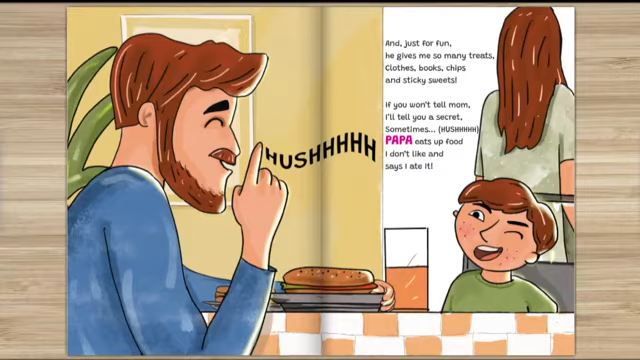 HUSHHHHH
And, just for fun,
he gives me so many treats,
Clothes, books, chips
and sticky sweets!
If you won't tell mom,
I'll tell you a secret,
Sometimes... (HUSHHHHH)
PAPA eats up food
I don't like and
says I ate it!